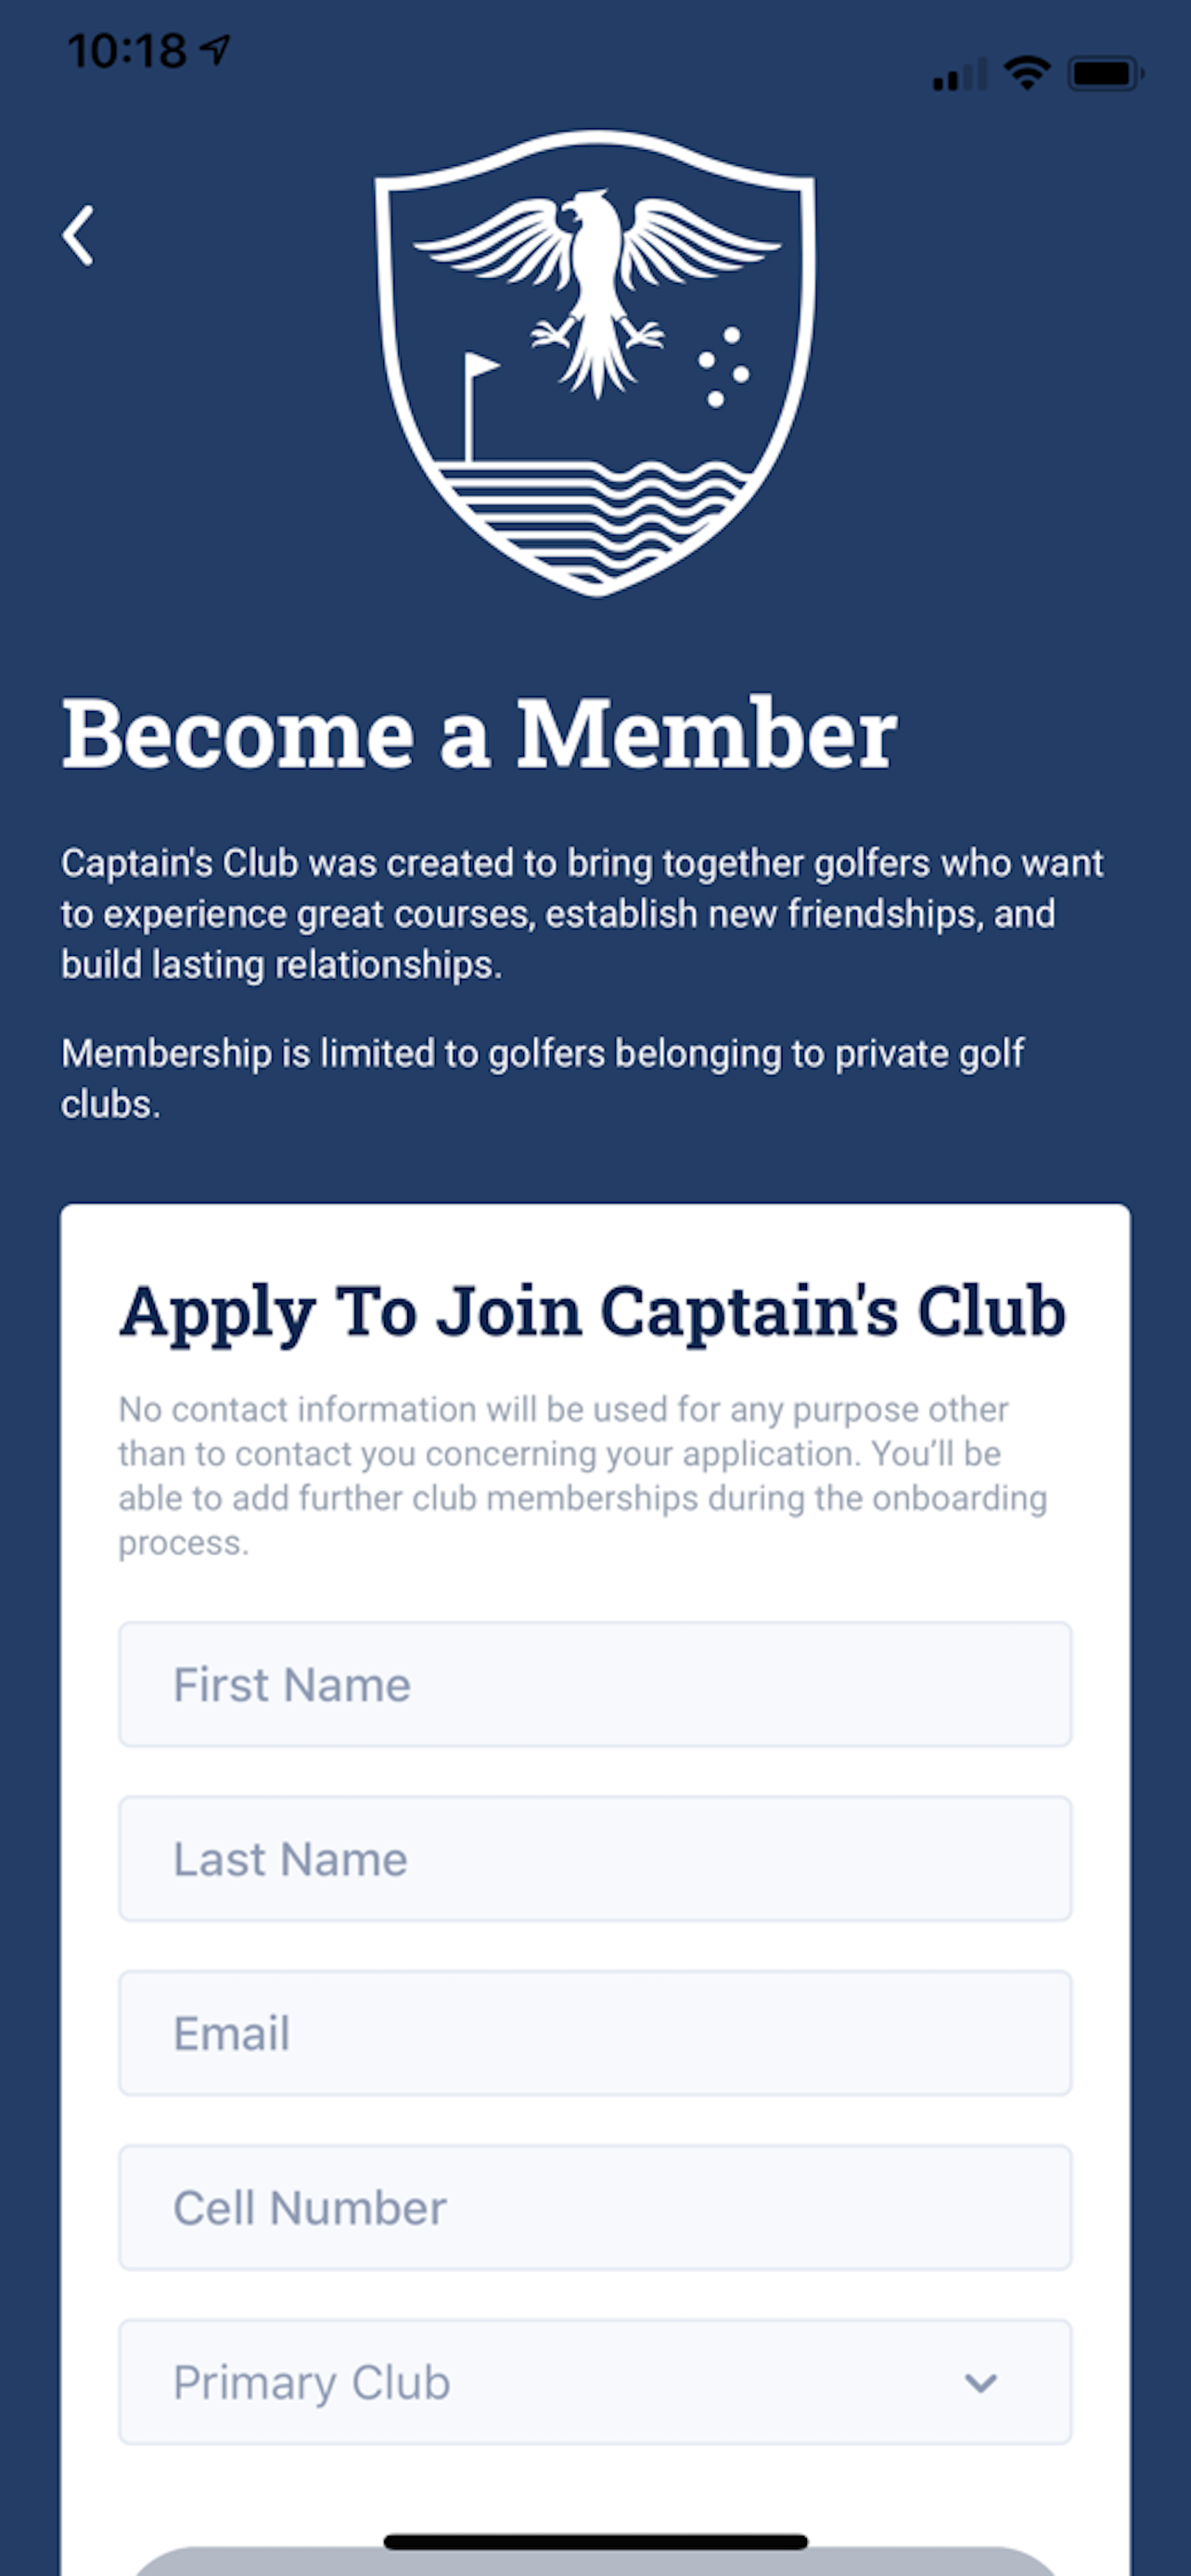 10:18
Become a Member
Captain's Club was created to bring together golfers who want
to experience great courses, establish new friendships, and
build lasting relationships.
Membership is limited to golfers belonging to private golf
clubs.
Apply To Join Captain's Club
No contact information will be used for any purpose other
than to contact you concerning your application. You’ll be
able to add further club memberships during the onboarding
process.
First Name
Last Name
Email
Cell Number
Primary Club